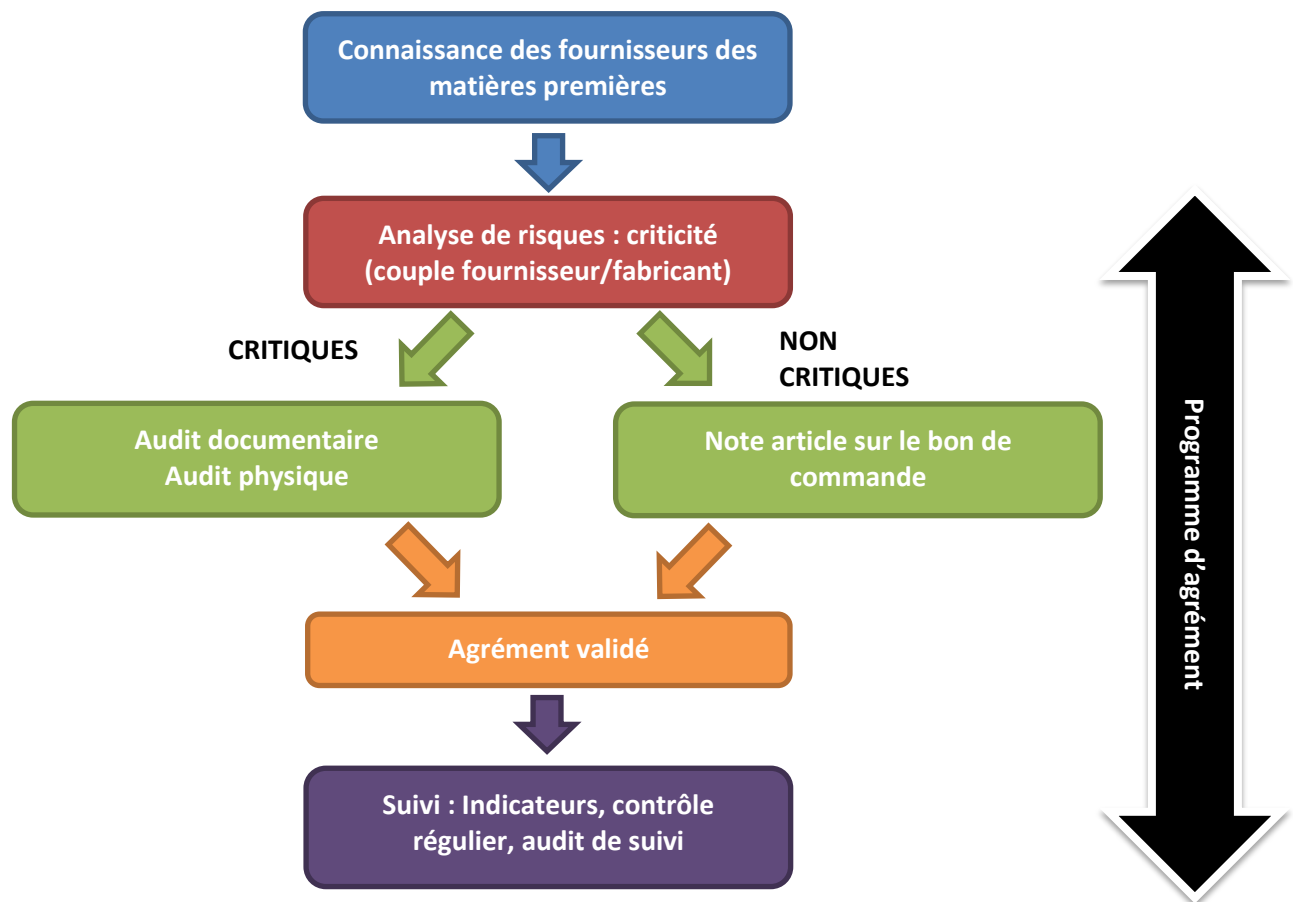 Connaissance des fournisseurs des
matières premières
Analyse de risques : criticité
(couple fournisseur/fabricant)
CRITIQUES
NON
CRITIQUES
Audit documentaire
Audit physique
Note article sur le bon de
commande
Agrément validé
Suivi : Indicateurs, contrôle
régulier, audit de suivi
Programme d’agrément